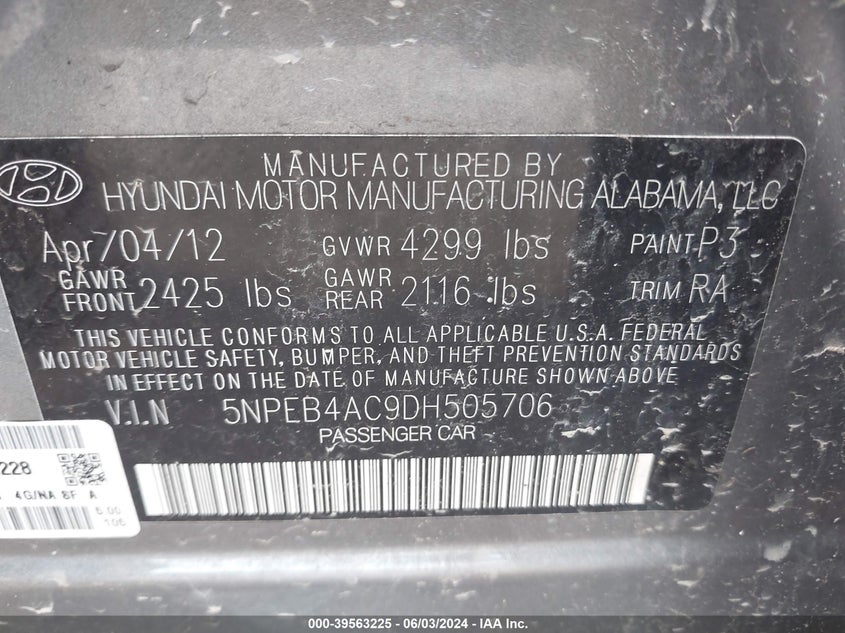 MANUFACTURED BY
HYUNDAI MOTOR MANUFACTURING ALABAMA, LLC
Apr/04/12 GVWR 4299 lbs PAINT P3
GAWR FRONT 2425 lbs GAWR REAR 2116 lbs TRIM RA
THIS VEHICLE CONFORMS TO ALL APPLICABLE U.S.A. FEDERAL
MOTOR VEHICLE SAFETY, BUMPER, AND THEFT PREVENTION STANDARDS
IN EFFECT ON THE DATE OF MANUFACTURE SHOWN ABOVE
V.I.N 5NPEB4AC9DH505706
PASSENGER CAR
228
4G/NA 8F A
6.00
106
000-39563225 - 06/03/2024 - IAA Inc.